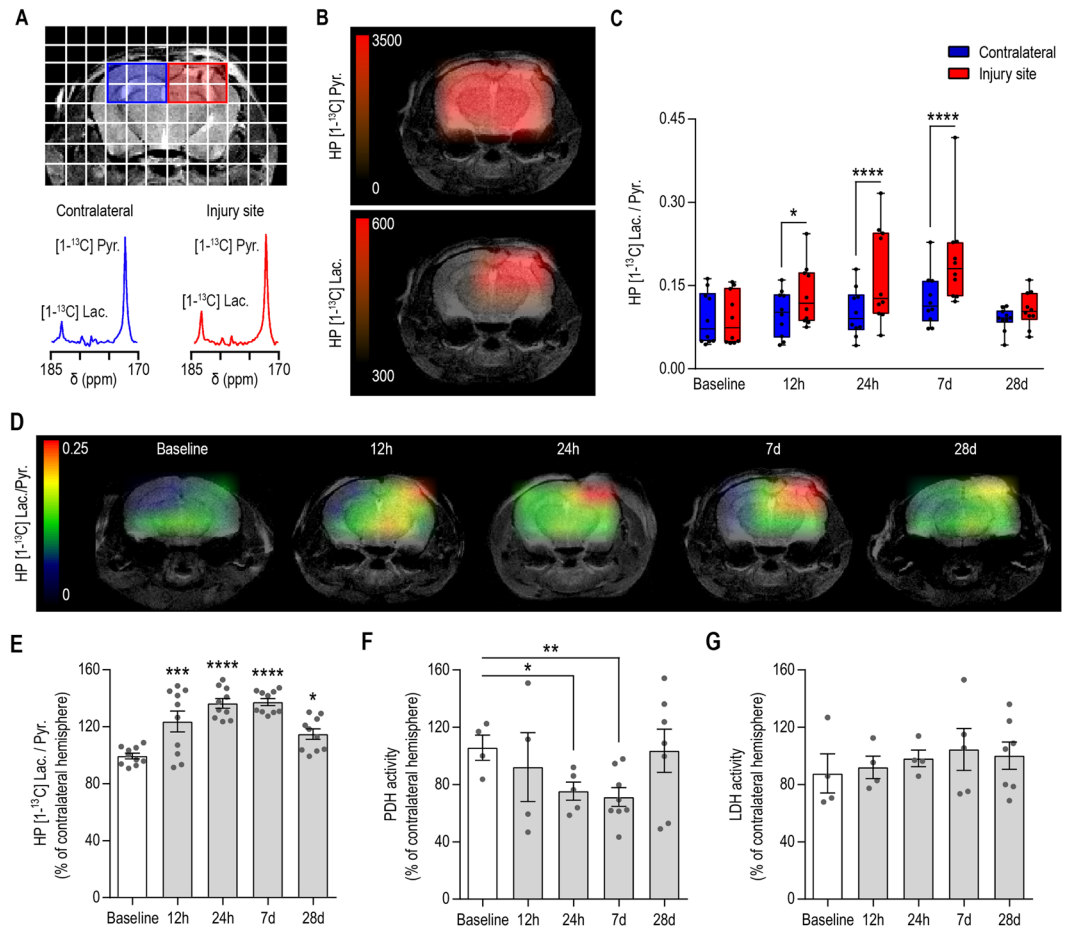 A
Contralateral
Injury site
[1-¹³C] Pyr.
[1-¹³C] Pyr.
[1-¹³C] Lac.
[1-¹³C] Lac.
185
170
185
170
δ (ppm)
δ (ppm)
B
3500
HP [1-¹³C] Pyr.
0
600
HP [1-¹³C] Lac.
300
C
Contralateral
Injury site
HP [1-¹³C] Lac. / Pyr.
0.45
0.30
0.15
0.00
*
****
****
Baseline
12h
24h
7d
28d
D
HP [1-¹³C] Lac./Pyr.
0.25
0
Baseline
12h
24h
7d
28d
E
HP [1-¹³C] Lac. / Pyr.
(% of contralateral hemisphere)
160
120
80
40
0
***
****
****
*
Baseline
12h
24h
7d
28d
F
PDH activity
(% of contralateral hemisphere)
160
120
80
40
0
**
*
Baseline
12h
24h
7d
28d
G
LDH activity
(% of contralateral hemisphere)
160
120
80
40
0
Baseline
12h
24h
7d
28d